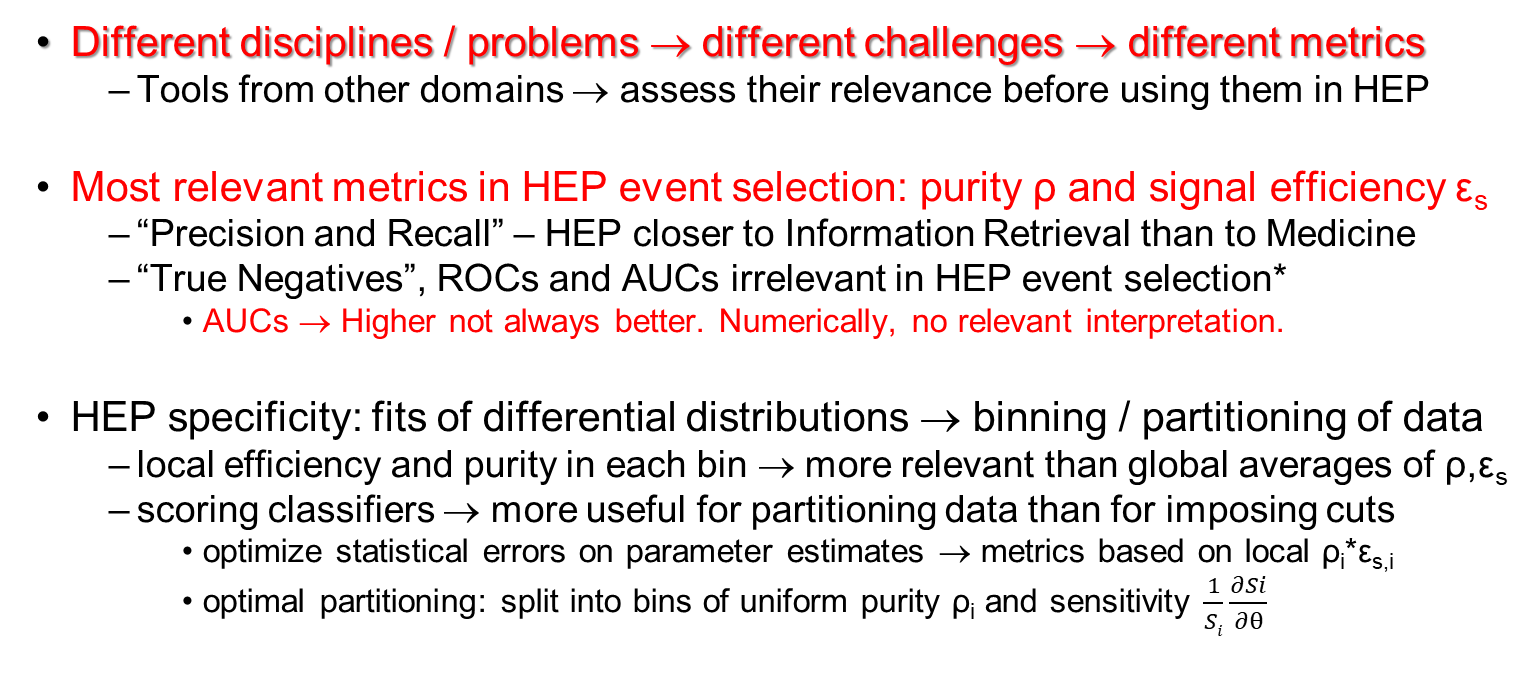 • Different disciplines / problems → different challenges → different metrics
– Tools from other domains → assess their relevance before using them in HEP
• Most relevant metrics in HEP event selection: purity ρ and signal efficiency εs
– “Precision and Recall” – HEP closer to Information Retrieval than to Medicine
– “True Negatives”, ROCs and AUCs irrelevant in HEP event selection*
• AUCs → Higher not always better. Numerically, no relevant interpretation.
• HEP specificity: fits of differential distributions → binning / partitioning of data
– local efficiency and purity in each bin → more relevant than global averages of ρ,εs
– scoring classifiers → more useful for partitioning data than for imposing cuts
• optimize statistical errors on parameter estimates → metrics based on local ρi*εs,i
• optimal partitioning: split into bins of uniform purity ρi and sensitivity 1/Si ∂Si/∂θ